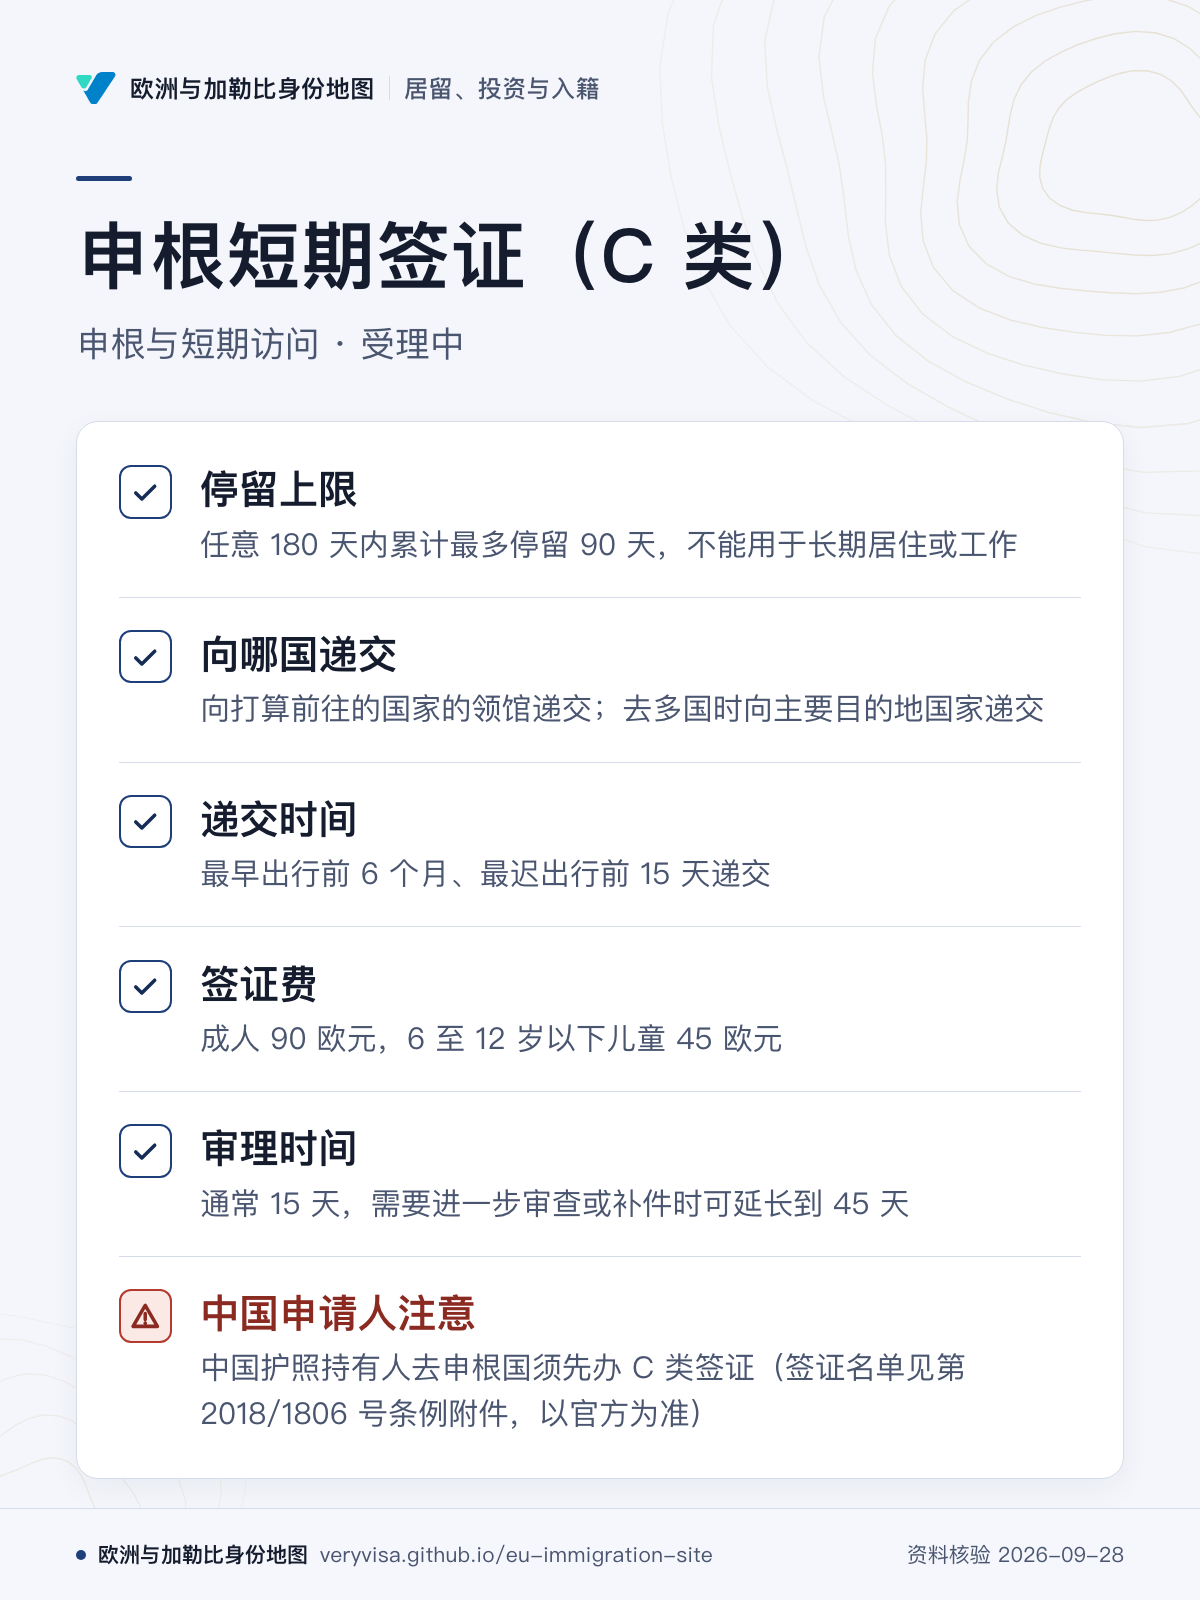 欧洲与加勒比身份地图 居留、投资与入籍
申根短期签证（C 类）
申根与短期访问 · 受理中
停留上限
任意 180 天内累计最多停留 90 天，不能用于长期居住或工作
向哪国递交
向打算前往的国家的领馆递交；去多国时向主要目的地国家递交
递交时间
最早出行前 6 个月、最迟出行前 15 天递交
签证费
成人 90 欧元，6 至 12 岁以下儿童 45 欧元
审理时间
通常 15 天，需要进一步审查或补件时可延长到 45 天
中国申请人注意
中国护照持有人去申根国须先办 C 类签证（签证名单见第
2018/1806 号条例附件，以官方为准）
欧洲与加勒比身份地图 veryvisa.github.io/eu-immigration-site 资料核验 2026-09-28